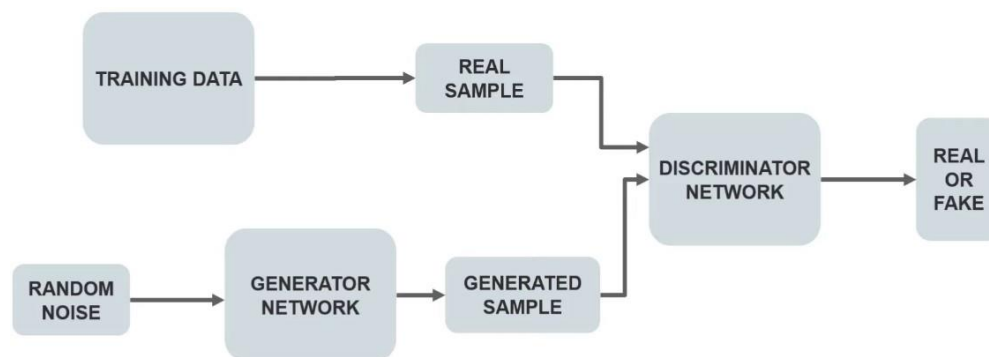 TRAINING DATA
REAL
SAMPLE
DISCRIMINATOR
NETWORK
REAL
OR
FAKE
RANDOM
NOISE
GENERATOR
NETWORK
GENERATED
SAMPLE